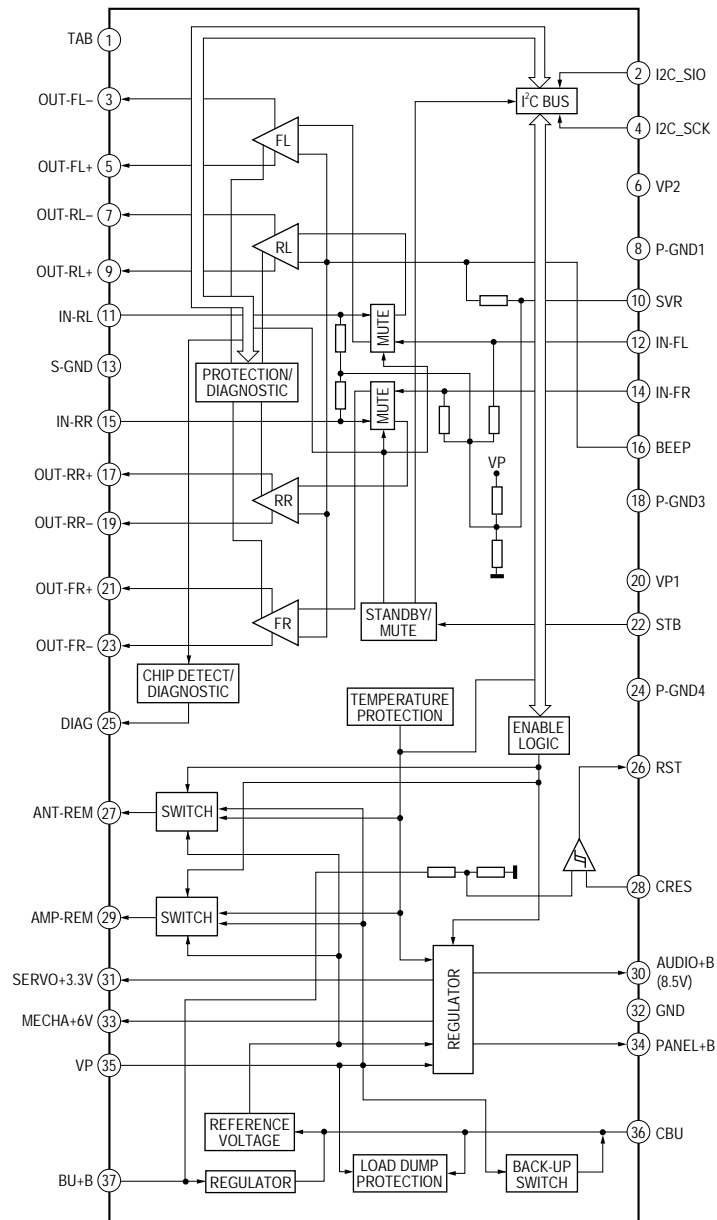 TAB 1
2 I2C_SIO
OUT-FL− 3
I²C BUS
4 I2C_SCK
FL
OUT-FL+ 5
6 VP2
OUT-RL− 7
RL
8 P-GND1
OUT-RL+ 9
10 SVR
IN-RL 11
MUTE
12 IN-FL
S-GND 13
PROTECTION/
DIAGNOSTIC
MUTE
14 IN-FR
IN-RR 15
16 BEEP
VP
OUT-RR+ 17
RR
18 P-GND3
OUT-RR− 19
20 VP1
OUT-FR+ 21
FR
STANDBY/
MUTE
22 STB
OUT-FR− 23
CHIP DETECT/
DIAGNOSTIC
24 P-GND4
TEMPERATURE
PROTECTION
DIAG 25
ENABLE
LOGIC
26 RST
ANT-REM 27
SWITCH
28 CRES
AMP-REM 29
SWITCH
REGULATOR
30 AUDIO+B
(8.5V)
SERVO+3.3V 31
32 GND
MECHA+6V 33
34 PANEL+B
VP 35
REFERENCE
VOLTAGE
36 CBU
BU+B 37
REGULATOR
LOAD DUMP
PROTECTION
BACK-UP
SWITCH